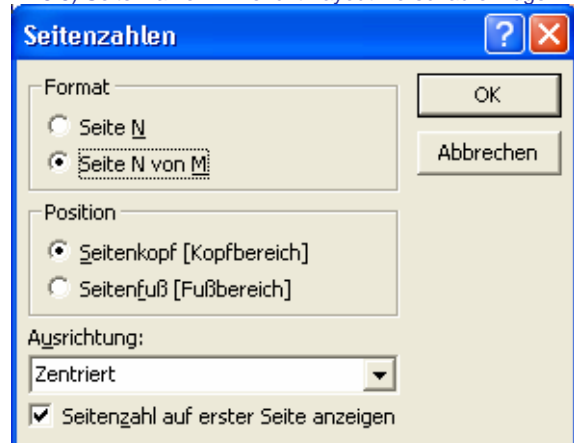 Seitenzahlen
Format
Seite N
Seite N von M
OK
Abbrechen
Position
Seitenkopf [Kopfbereich]
Seitenfuß [Fußbereich]
Ausrichtung:
Zentriert
Seitenzahl auf erster Seite anzeigen